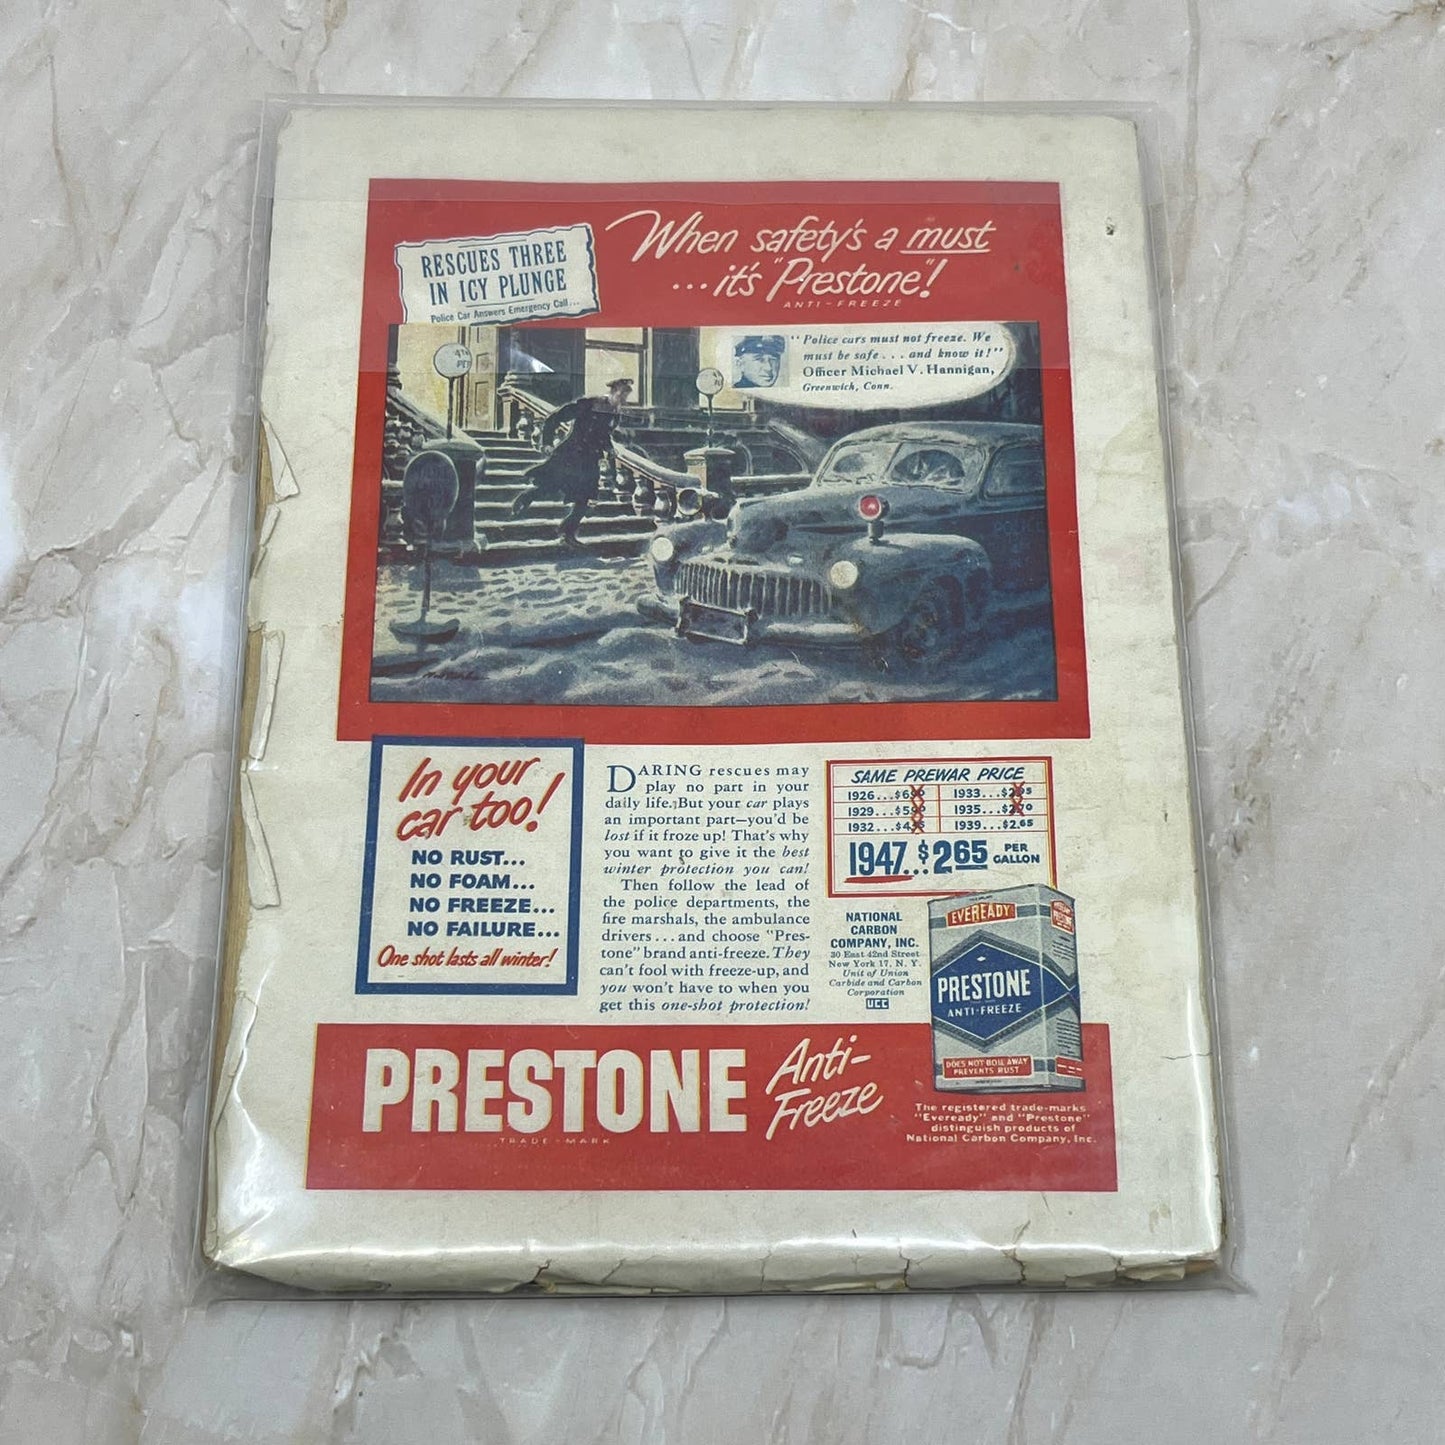 When safety's a must
...it's "Prestone"!
ANTI-FREEZE
RESCUES THREE
IN ICY PLUNGE
Police Car Answers Emergency Call...
"Police cars must not freeze. We
must be safe...and know it!"
Officer Michael V. Hannigan,
Greenwich, Conn.
POLICE
In your
car too!
NO RUST...
NO FOAM...
NO FREEZE...
NO FAILURE...
One shot lasts all winter!
DARING rescues may
play no part in your
daily life. But your car plays
an important part—you'd be
lost if it froze up! That's why
you want to give it the best
winter protection you can!
Then follow the lead of
the police departments, the
fire marshals, the ambulance
drivers...and choose "Pres-
tone" brand anti-freeze. They
can't fool with freeze-up, and
you won't have to when you
get this one-shot protection!
SAME PREWAR PRICE
1926...
1933...
1929...
1935...
1932...
1939...$2.65
1947...$2.65 PER GALLON
NATIONAL
CARBON
COMPANY, INC.
30 East 42nd Street
New York 17, N. Y.
Unit of Union
Carbide and Carbon
Corporation
UCC
EVEREADY
PRESTONE
ANTI-FREEZE
DOES NOT BOIL AWAY
PREVENTS RUST
PRESTONE Anti-
Freeze
TRADE-MARK
The registered trade-marks
"Eveready" and "Prestone"
distinguish products of
National Carbon Company, Inc.